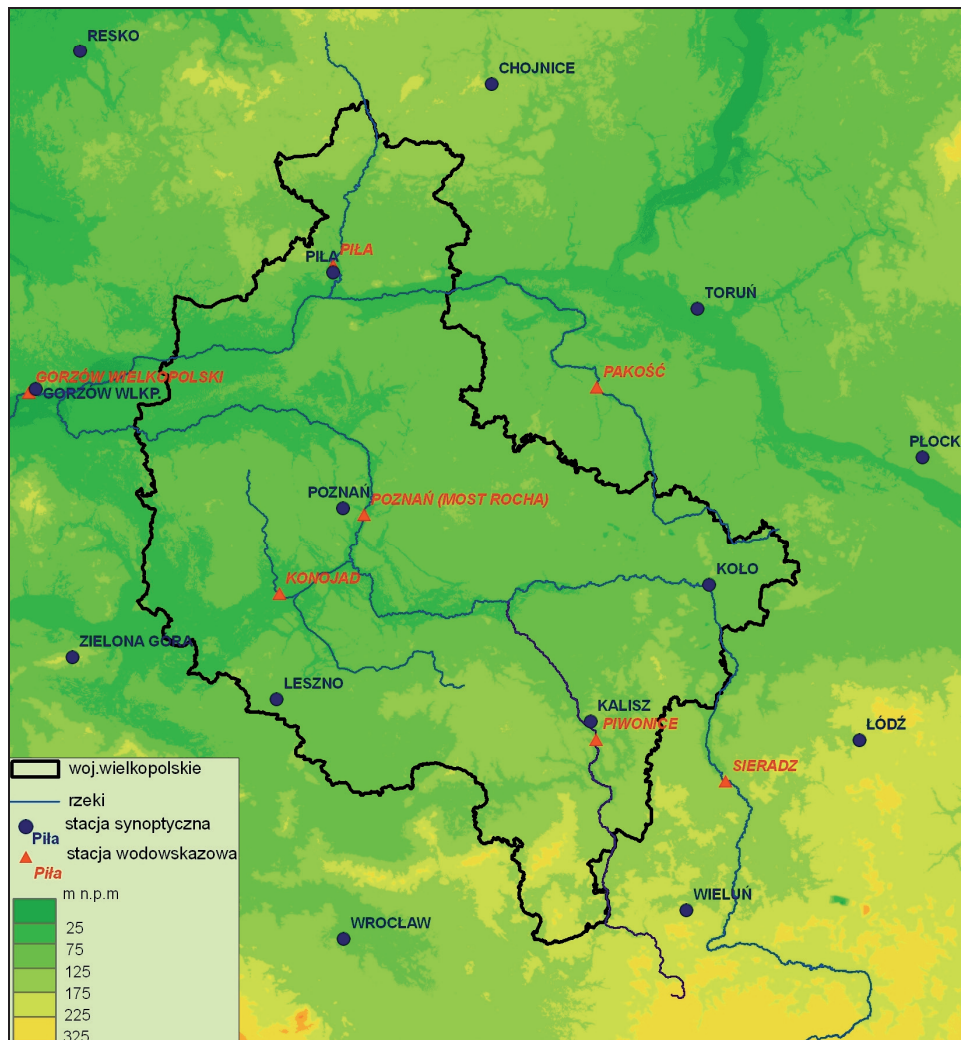 RESKO
CHOJNICE
PIŁA
PIŁA
TORUŃ
GORZÓW WIELKOPOLSKI
GORZÓW WLKP.
PAKOŚĆ
PŁOCK
POZNAŃ
POZNAŃ (MOST ROCHA)
KONOJAD
KOŁO
ZIELONA GÓRA
LESZNO
KALISZ
PIWONICE
ŁÓDŹ
SIERADZ
WIELUŃ
WROCŁAW
woj.wielkopolskie
rzeki
stacja synoptyczna
Piła
stacja wodowskazowa
Piła
m n.p.m
25
75
125
175
225
325